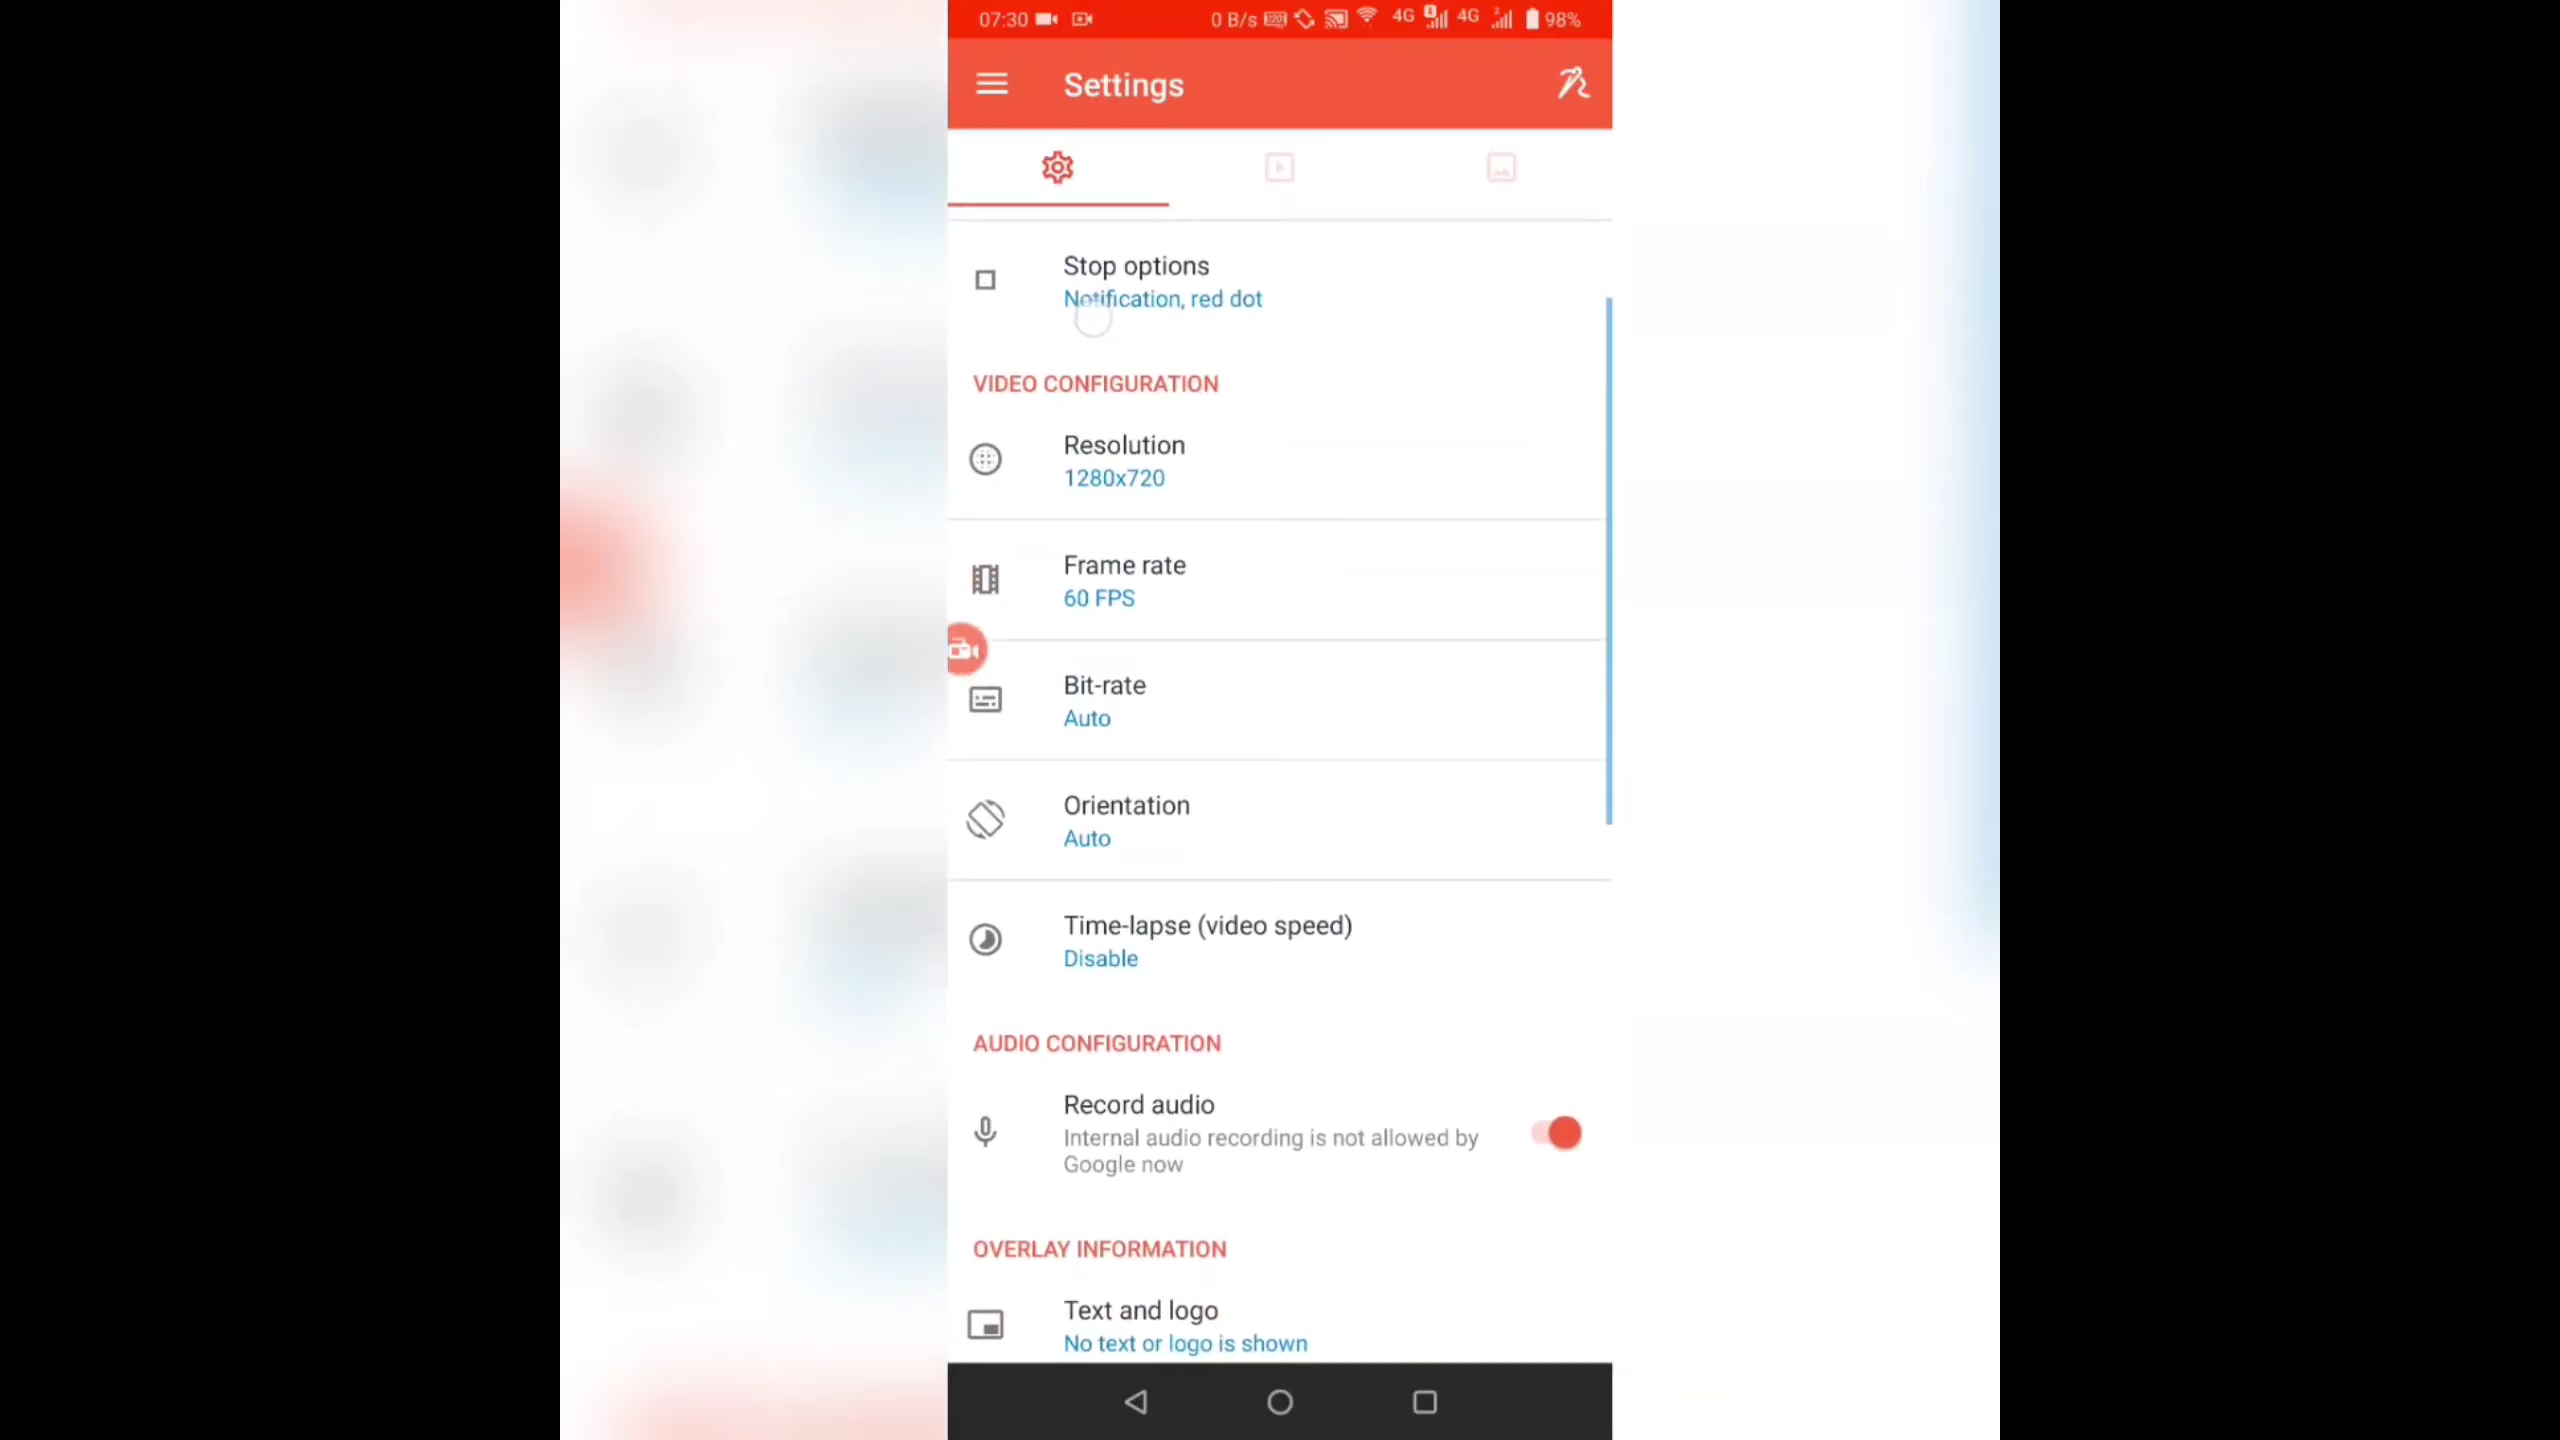 07:30
0 B/s
4G
4G
98%
Settings
Stop options
Notification, red dot
VIDEO CONFIGURATION
Resolution
1280x720
Frame rate
60 FPS
Bit-rate
Auto
Orientation
Auto
Time-lapse (video speed)
Disable
AUDIO CONFIGURATION
Record audio
Internal audio recording is not allowed by
Google now
OVERLAY INFORMATION
Text and logo
No text or logo is shown